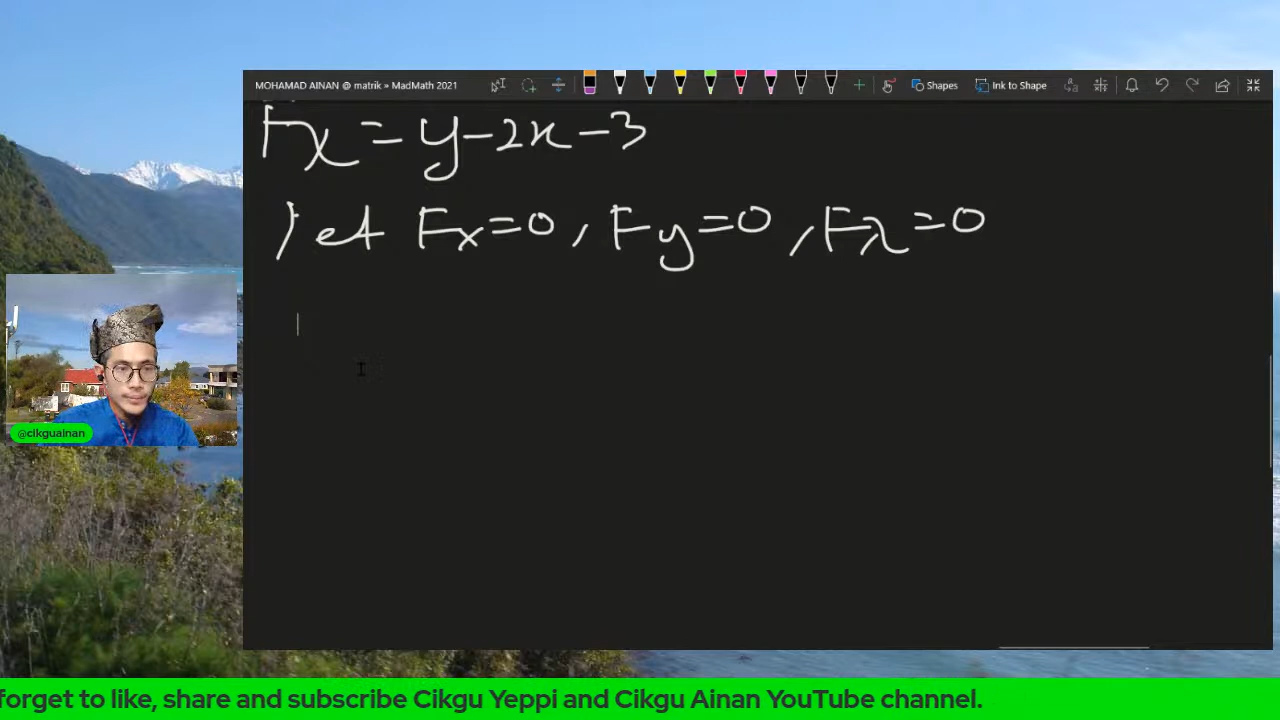 MOHAMAD AINAN @ matrik » MadMath 2021 Shapes Ink to Shape
Fλ = y - 2x - 3
let Fx = 0, Fy = 0, Fλ = 0
@cikguainan
forget to like, share and subscribe Cikgu Yeppi and Cikgu Ainan YouTube channel.